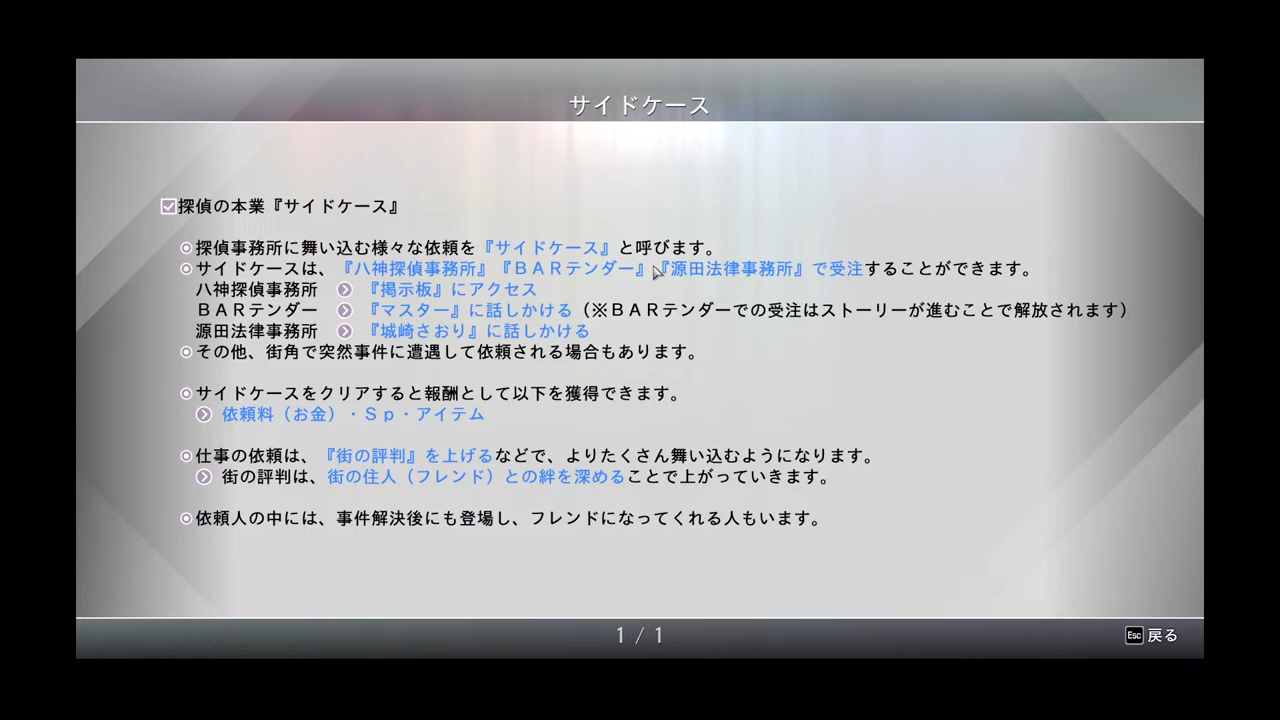 サイドケース
探偵の本業『サイドケース』
探偵事務所に舞い込む様々な依頼を『サイドケース』と呼びます。
サイドケースは、『八神探偵事務所』『ＢＡＲテンダー』『源田法律事務所』で受注することができます。
八神探偵事務所 『掲示板』にアクセス
ＢＡＲテンダー 『マスター』に話しかける（※ＢＡＲテンダーでの受注はストーリーが進むことで解放されます）
源田法律事務所 『城崎さおり』に話しかける
その他、街角で突然事件に遭遇して依頼される場合もあります。
サイドケースをクリアすると報酬として以下を獲得できます。
依頼料（お金）・Ｓｐ・アイテム
仕事の依頼は、『街の評判』を上げるなどで、よりたくさん舞い込むようになります。
街の評判は、街の住人（フレンド）との絆を深めることで上がっていきます。
依頼人の中には、事件解決後にも登場し、フレンドになってくれる人もいます。
1 / 1
Esc 戻る